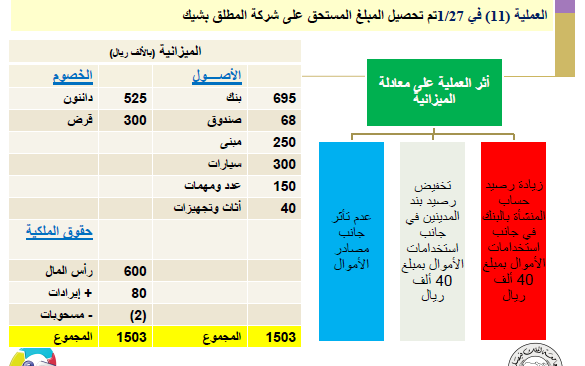 العملية (11) في 1/27تم تحصيل المبلغ المستحق على شركة المطلق بشيك
أثر العملية على معادلة
الميزانية
زيادة رصيد
حساب
المنشأة بالبنك
في جانب
استخدامات
الأموال بمبلغ
40 ألف
ريال
تخفيض
رصيد بند
المدينين في
جانب
استخدامات
الأموال بمبلغ
40 ألف
ريال
عدم تأثر
جانب
مصادر
الأموال
الميزانية (بالألف ريال)
الأصـــول الخصوم
695 بنك 525 دائنون
68 صندوق 300 قرض
250 مبنى
300 سيارات
150 عدد ومهمات
40 أثاث وتجهيزات
حقوق الملكية
600 رأس المال
80 + إيرادات
(2) - مسحوبات
1503 المجموع 1503 المجموع